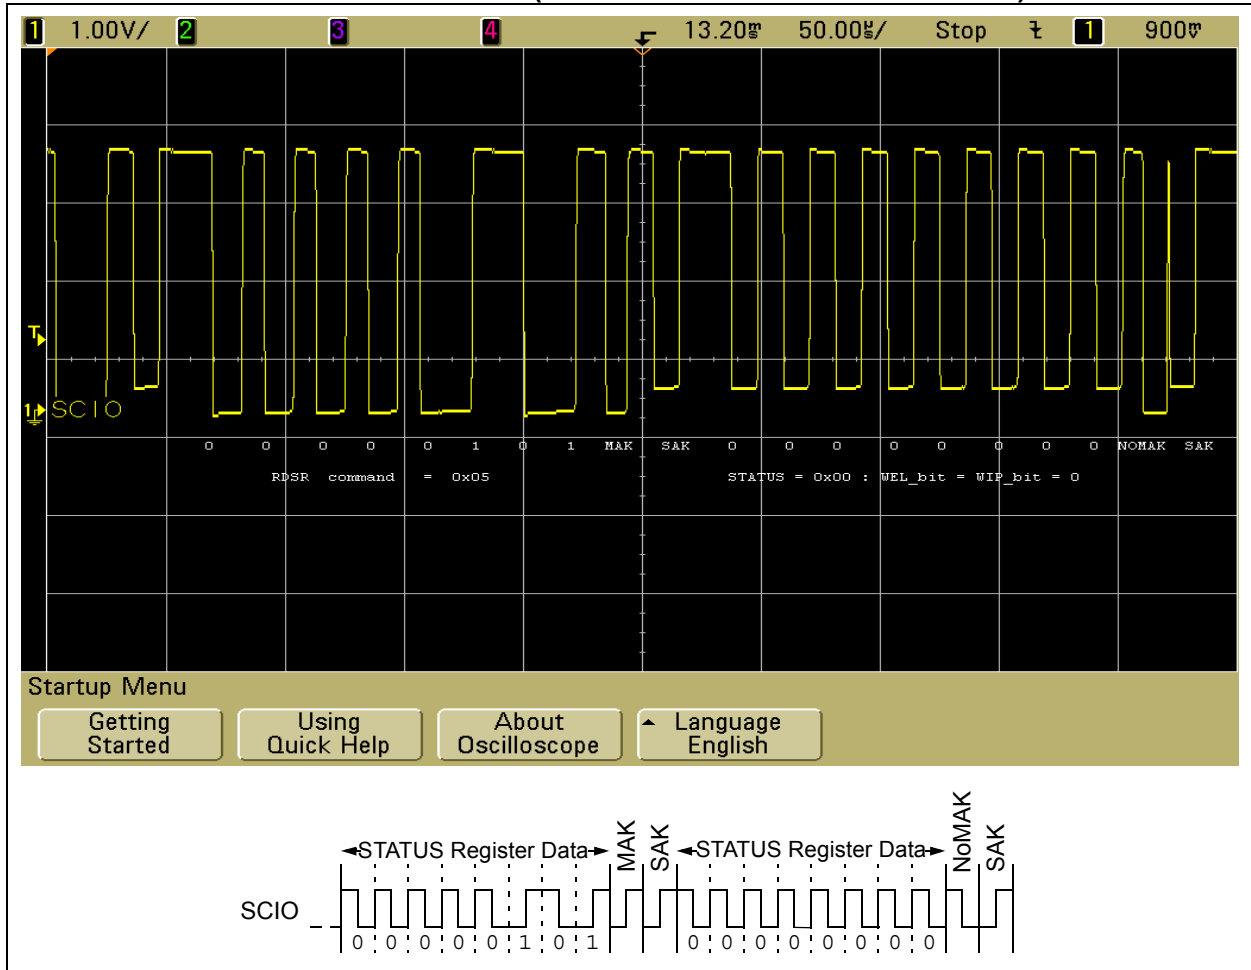 1 1.00V/ 2 3 4 13.20ms 50.00us/ Stop 1 900mV
T
1 SCIO
0 0 0 0 0 1 0 1 MAK SAK 0 0 0 0 0 0 0 0 NOMAK SAK
RDSR command = 0x05 STATUS = 0x00 : WEL_bit = WIP_bit = 0
Startup Menu
Getting Started
Using Quick Help
About Oscilloscope
Language English
STATUS Register Data MAK SAK STATUS Register Data NoMAK SAK
SCIO
0 0 0 0 0 1 0 1 0 0 0 0 0 0 0 0